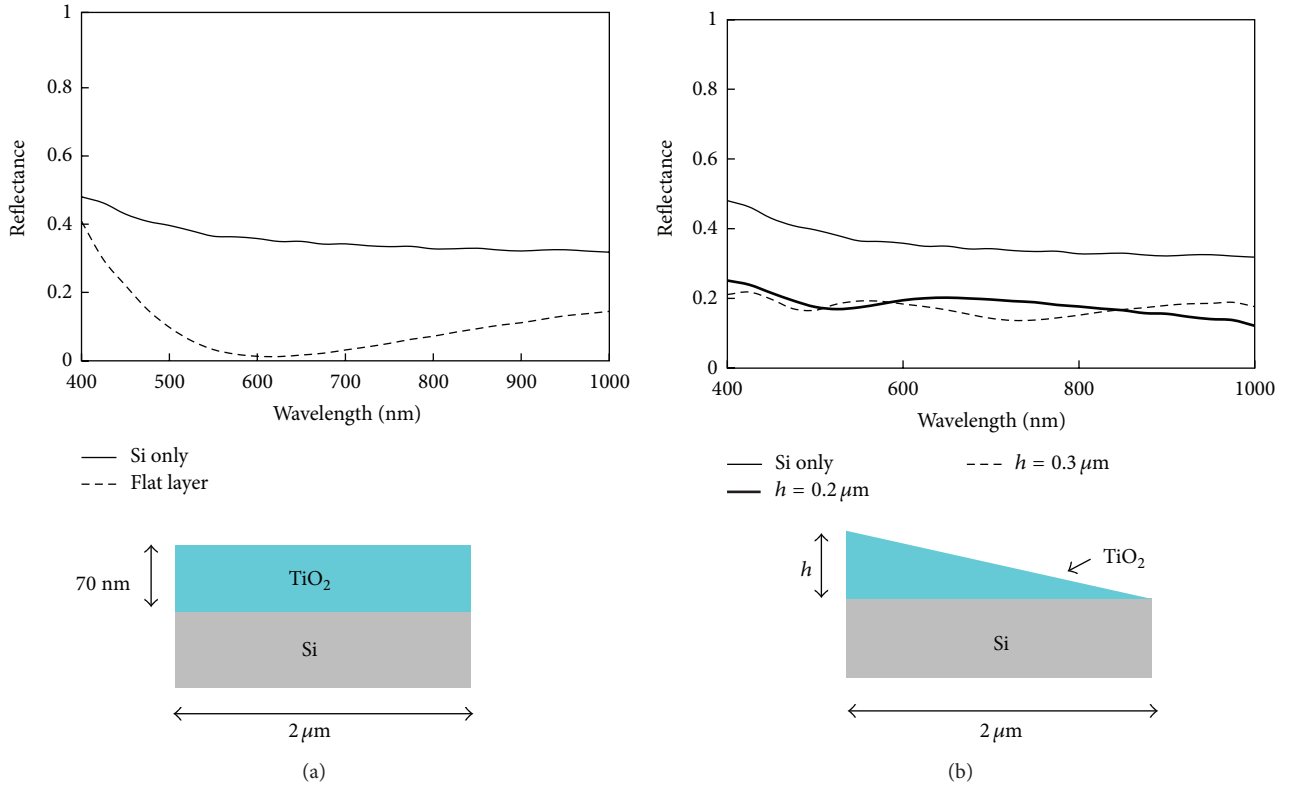 1
0.8
0.6
0.4
0.2
0
Reflectance
400
500
600
700
800
900
1000
Wavelength (nm)
Si only
Flat layer
70 nm
TiO₂
Si
2 μm
(a)
1
0.8
0.6
0.4
0.2
0
Reflectance
400
600
800
1000
Wavelength (nm)
Si only
h = 0.2 μm
h = 0.3 μm
h
TiO₂
Si
2 μm
(b)